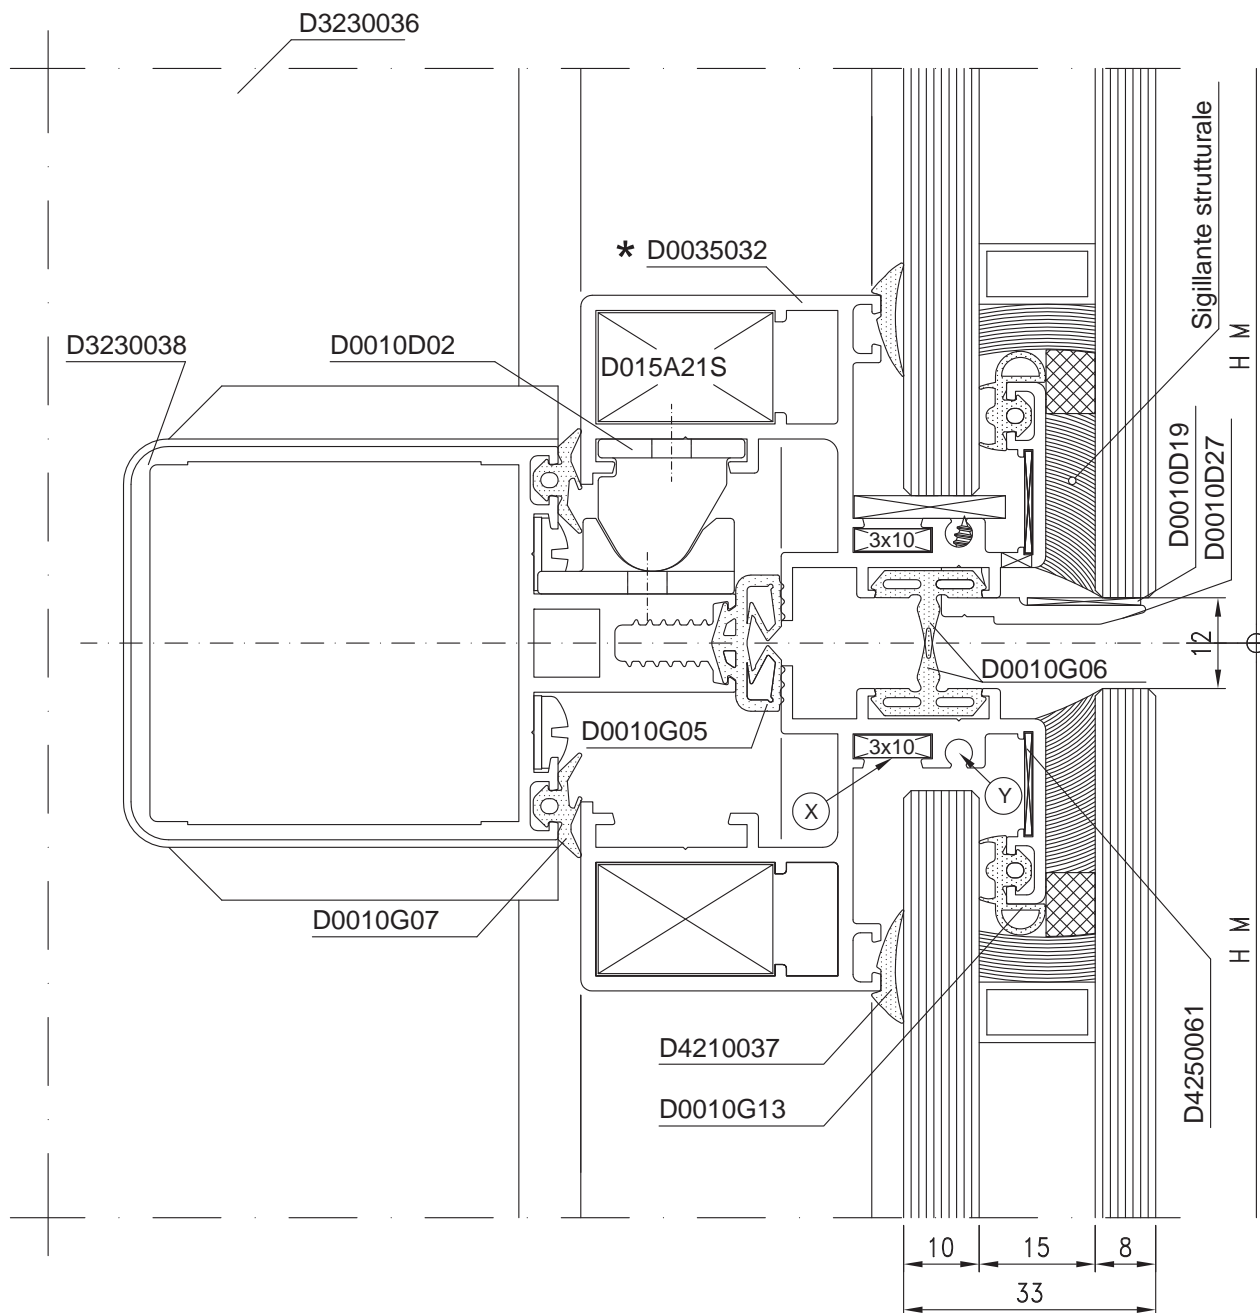 D3230036
Sigillante strutturale
* D0035032
D3230038
D0010D02
D015A21S
H M
D0010D19
D0010D27
3x10
12
D0010G06
D0010G05
3x10
X
Y
D0010G07
H M
D4210037
D4250061
D0010G13
10
15
8
33